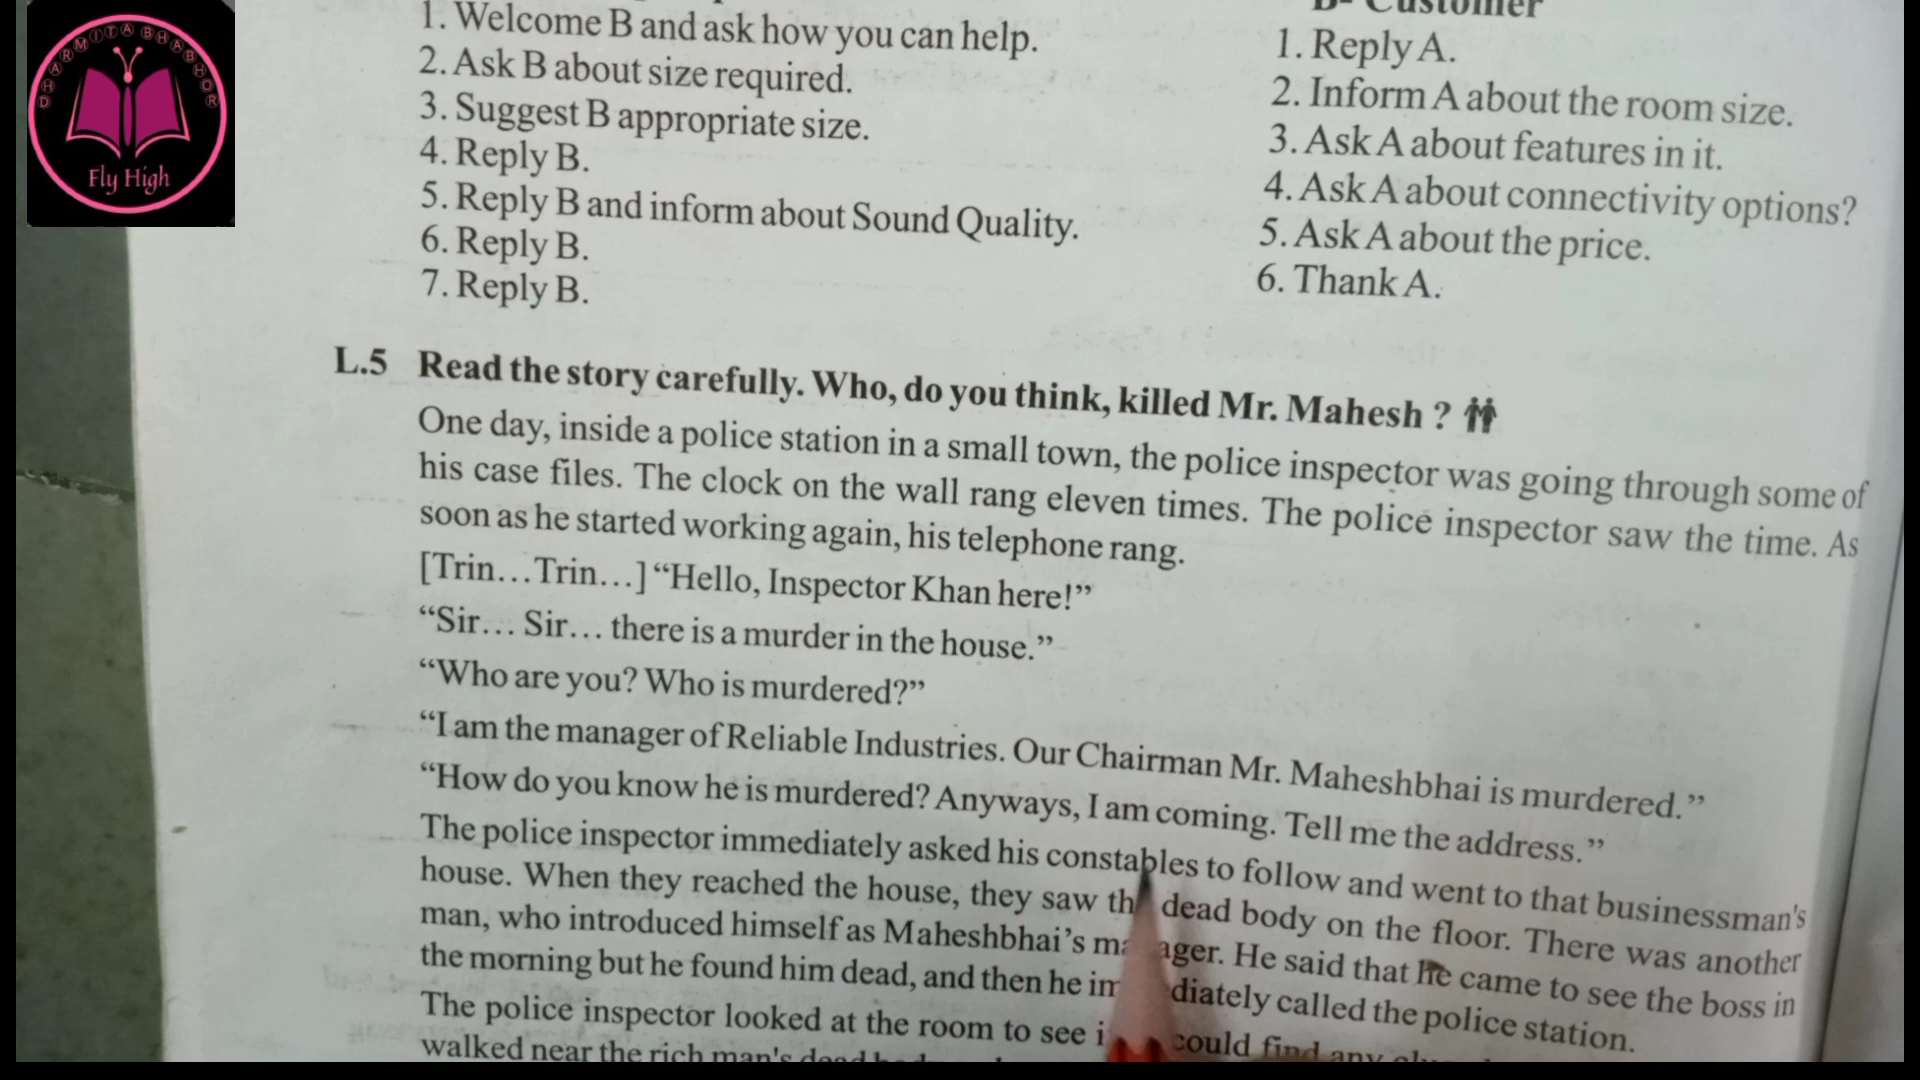 DHARMITA BHABHOR
Fly High
B- Customer
1. Welcome B and ask how you can help.
2. Ask B about size required.
3. Suggest B appropriate size.
4. Reply B.
5. Reply B and inform about Sound Quality.
6. Reply B.
7. Reply B.
1. Reply A.
2. Inform A about the room size.
3. Ask A about features in it.
4. Ask A about connectivity options?
5. Ask A about the price.
6. Thank A.
L.5 Read the story carefully. Who, do you think, killed Mr. Mahesh ?
One day, inside a police station in a small town, the police inspector was going through some of
his case files. The clock on the wall rang eleven times. The police inspector saw the time. As
soon as he started working again, his telephone rang.
[Trin…Trin…] “Hello, Inspector Khan here!”
“Sir… Sir… there is a murder in the house.”
“Who are you? Who is murdered?”
“I am the manager of Reliable Industries. Our Chairman Mr. Maheshbhai is murdered.”
“How do you know he is murdered? Anyways, I am coming. Tell me the address.”
The police inspector immediately asked his constables to follow and went to that businessman's
house. When they reached the house, they saw the dead body on the floor. There was another
man, who introduced himself as Maheshbhai’s manager. He said that he came to see the boss in
the morning but he found him dead, and then he immediately called the police station.
The police inspector looked at the room to see could find any
walked near the rich man's dead